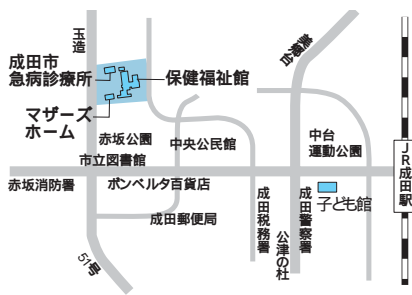 玉造
成田市
急病診療所
保健福祉館
マザーズ
ホーム
赤坂公園
中央公民館
中台
運動公園
市立図書館
赤坂消防署
ボンベルタ百貨店
JR成田駅
子ども館
成田郵便局
成田税務署
成田警察署
公津の杜
51号